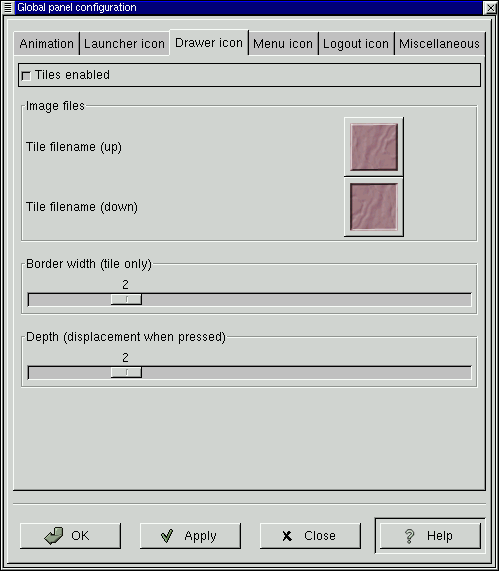 Global panel configuration
Animation Launcher icon Drawer icon Menu icon Logout icon Miscellaneous
Tiles enabled
Image files
Tile filename (up)
Tile filename (down)
Border width (tile only)
2
Depth (displacement when pressed)
2
OK Apply Close Help